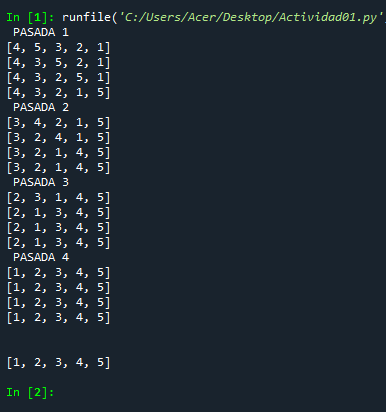 In [1]: runfile('C:/Users/Acer/Desktop/Actividad01.py'
PASADA 1
[4, 5, 3, 2, 1]
[4, 3, 5, 2, 1]
[4, 3, 2, 5, 1]
[4, 3, 2, 1, 5]
PASADA 2
[3, 4, 2, 1, 5]
[3, 2, 4, 1, 5]
[3, 2, 1, 4, 5]
[3, 2, 1, 4, 5]
PASADA 3
[2, 3, 1, 4, 5]
[2, 1, 3, 4, 5]
[2, 1, 3, 4, 5]
[2, 1, 3, 4, 5]
PASADA 4
[1, 2, 3, 4, 5]
[1, 2, 3, 4, 5]
[1, 2, 3, 4, 5]
[1, 2, 3, 4, 5]
[1, 2, 3, 4, 5]
In [2]: